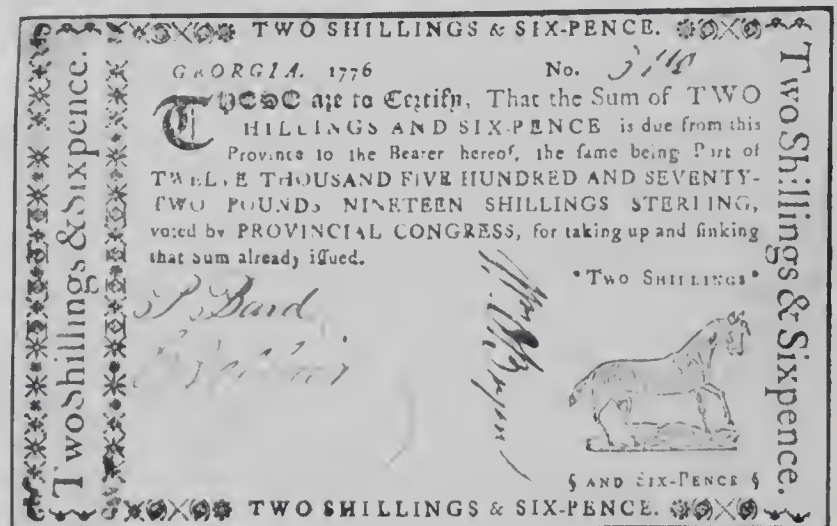 TWO SHILLINGS & SIX-PENCE.
Two Shillings & Sixpence.
GEORGIA. 1776 No.
THESE are to Certify, That the Sum of TWO
HILLINGS AND SIX-PENCE is due from this
Province to the Bearer hereof, the same being Part of
TWELVE THOUSAND FIVE HUNDRED AND SEVENTY-
TWO POUNDS NINETEEN SHILLINGS STERLING,
voted by PROVINCIAL CONGRESS, for taking up and sinking
that Sum already issued.
"TWO SHILLINGS"
Bard
§ AND SIX-PENCE §
Two Shillings & Sixpence.
TWO SHILLINGS & SIX-PENCE.